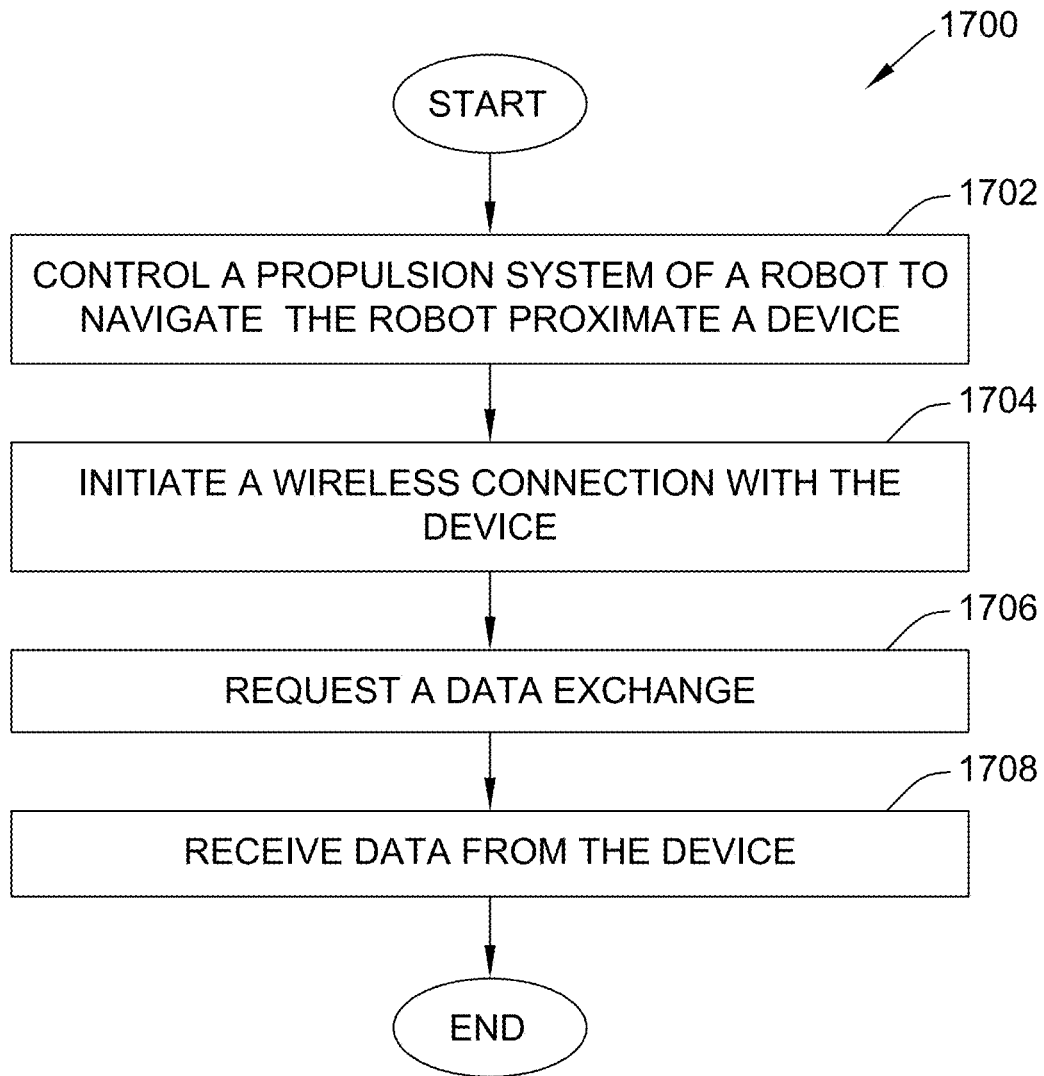 1700
START
1702
CONTROL A PROPULSION SYSTEM OF A ROBOT TO
NAVIGATE THE ROBOT PROXIMATE A DEVICE
1704
INITIATE A WIRELESS CONNECTION WITH THE
DEVICE
1706
REQUEST A DATA EXCHANGE
1708
RECEIVE DATA FROM THE DEVICE
END